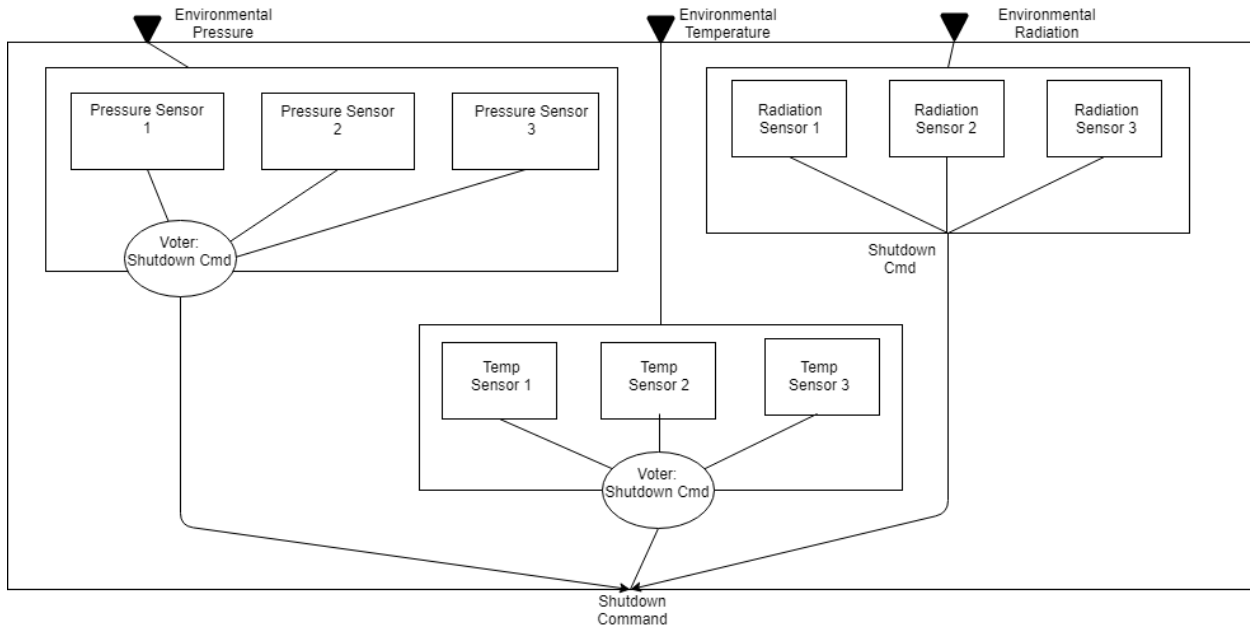 Environmental
Pressure
Environmental
Temperature
Environmental
Radiation
Pressure Sensor
1
Pressure Sensor
2
Pressure Sensor
3
Radiation
Sensor 1
Radiation
Sensor 2
Radiation
Sensor 3
Voter:
Shutdown Cmd
Shutdown
Cmd
Temp
Sensor 1
Temp
Sensor 2
Temp
Sensor 3
Voter:
Shutdown Cmd
Shutdown
Command